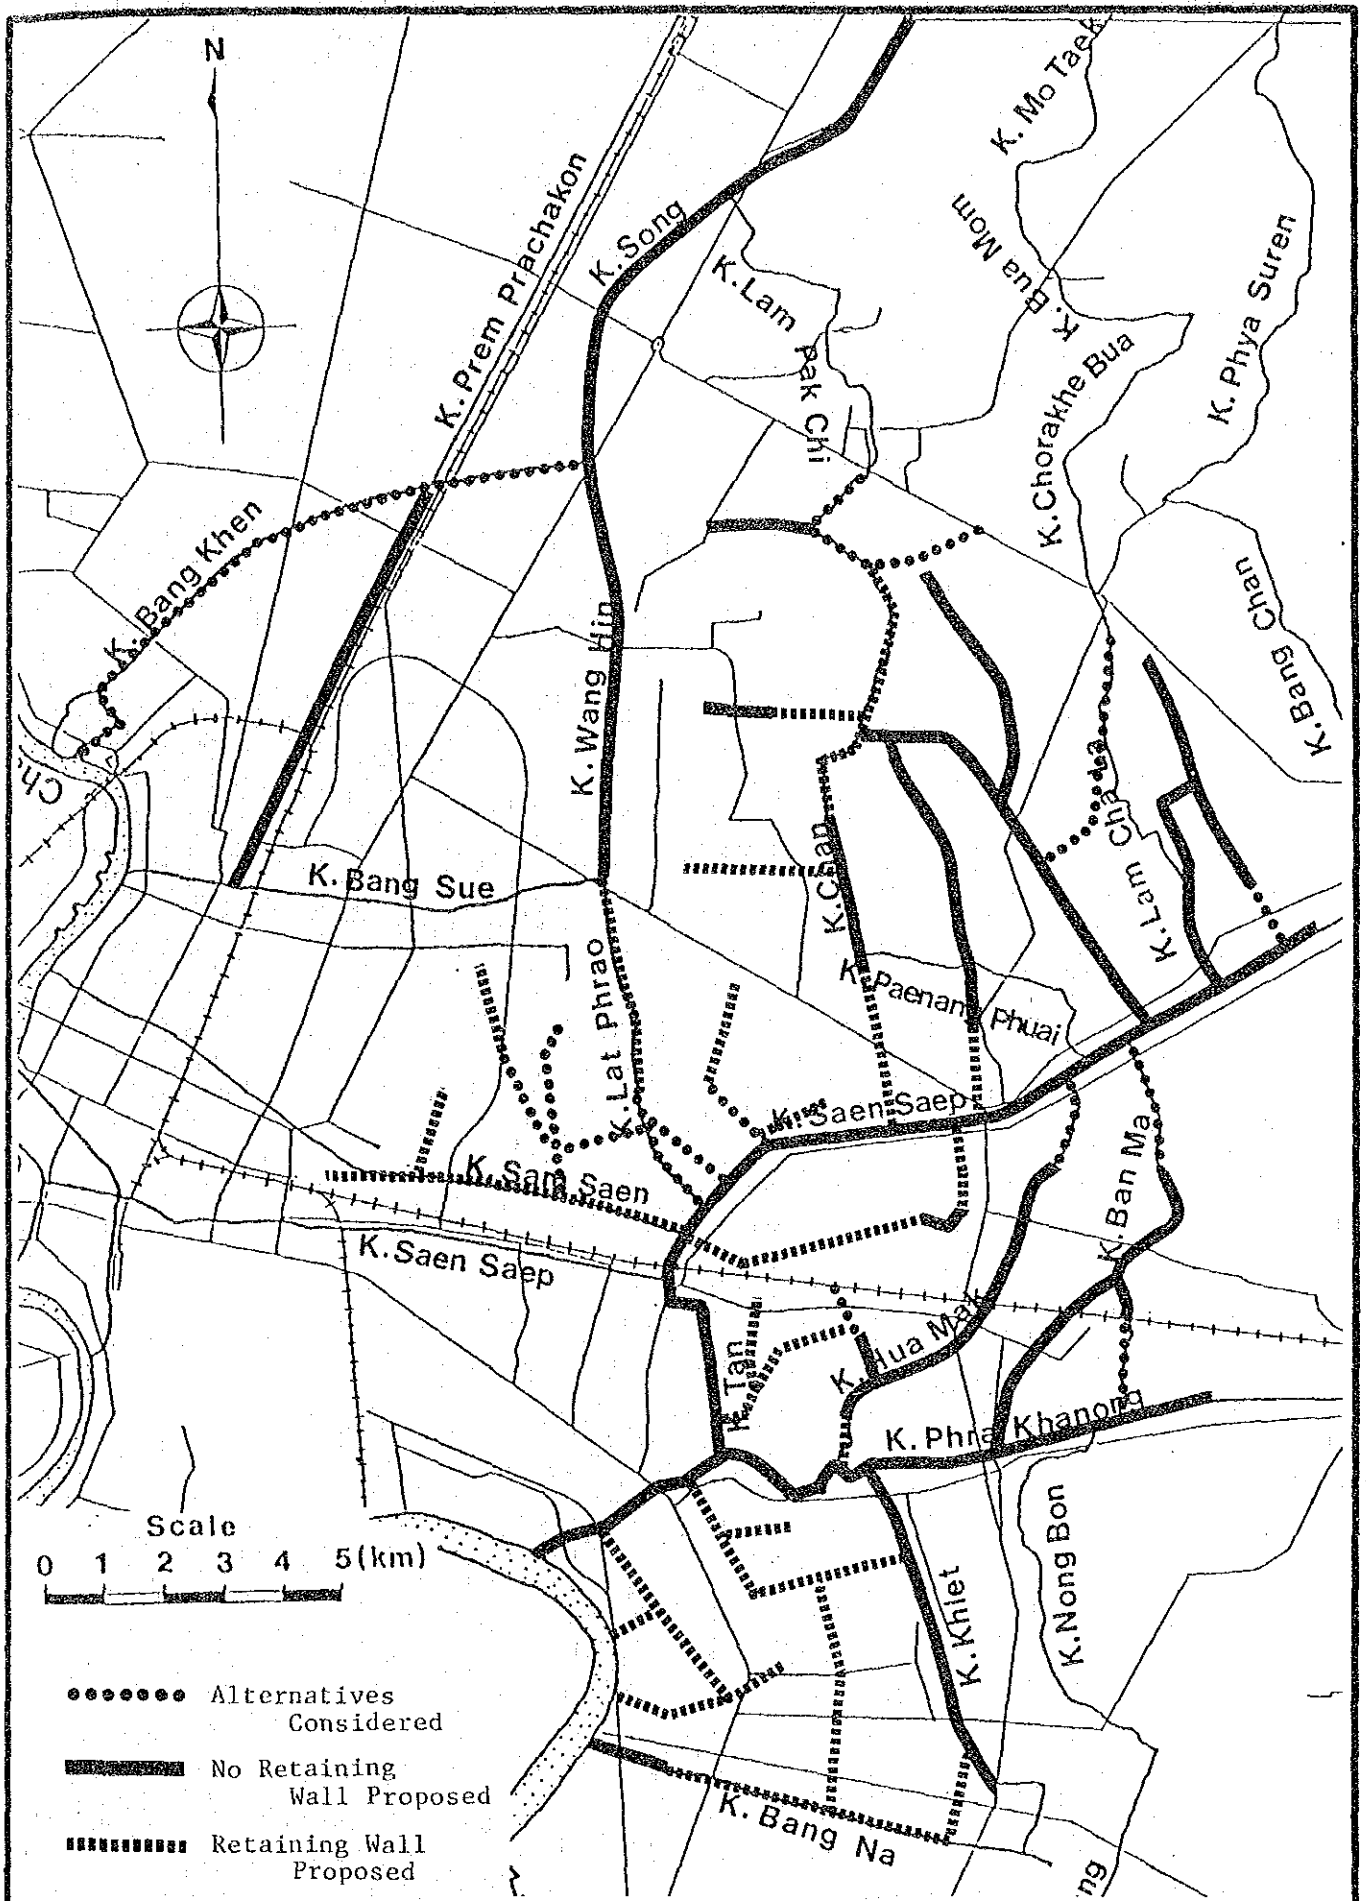 N
K. Mo Taek
K. Prem Prachakon
K. Song
K. Bua Mom
K. Phya Suren
K. Lam Pak Chi
K. Chorakhe Bua
K. Bang Khen
K. Bang Chan
K. Wang Hin
K. Lam Cha La
K. Chan
K. Bang Sue
K. Lat Phrao
K. Paenang Phuai
K. Saen Saep
K. Ban Ma
K. Sam Saen
K. Saen Saep
K. Tan
K. Hua Mak
K. Phra Khanong
K. Nong Bon
K. Khlet
K. Bang Na
ng
Scale
0 1 2 3 4 5(km)
Alternatives
Considered
No Retaining
Wall Proposed
Retaining Wall
Proposed